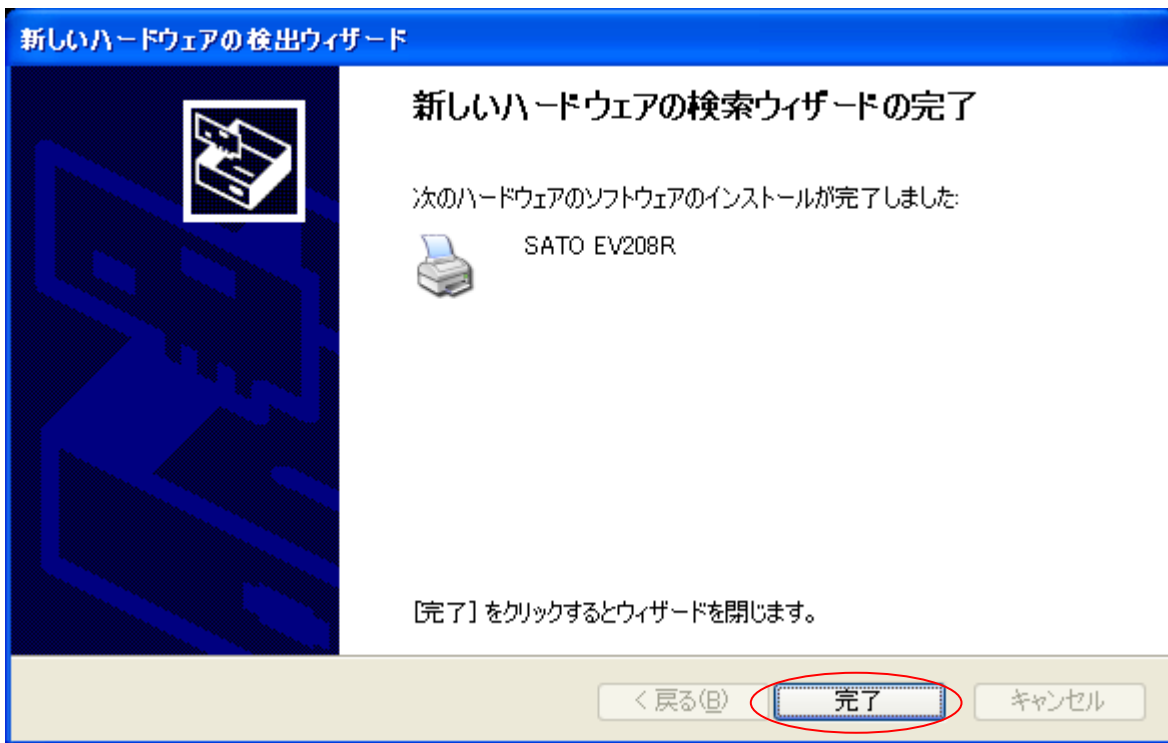 新しいハードウェアの検出ウィザード
新しいハードウェアの検索ウィザードの完了
次のハードウェアのソフトウェアのインストールが完了しました:
SATO EV208R
[完了] をクリックするとウィザードを閉じます。
< 戻る(B)
完了
キャンセル